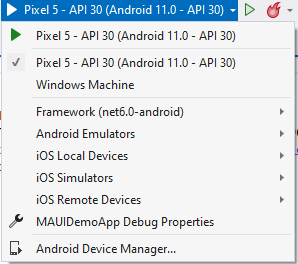 Pixel 5 - API 30 (Android 11.0 - API 30)
Pixel 5 - API 30 (Android 11.0 - API 30)
Pixel 5 - API 30 (Android 11.0 - API 30)
Windows Machine
Framework (net6.0-android)
Android Emulators
iOS Local Devices
iOS Simulators
iOS Remote Devices
MAUIDemoApp Debug Properties
Android Device Manager...